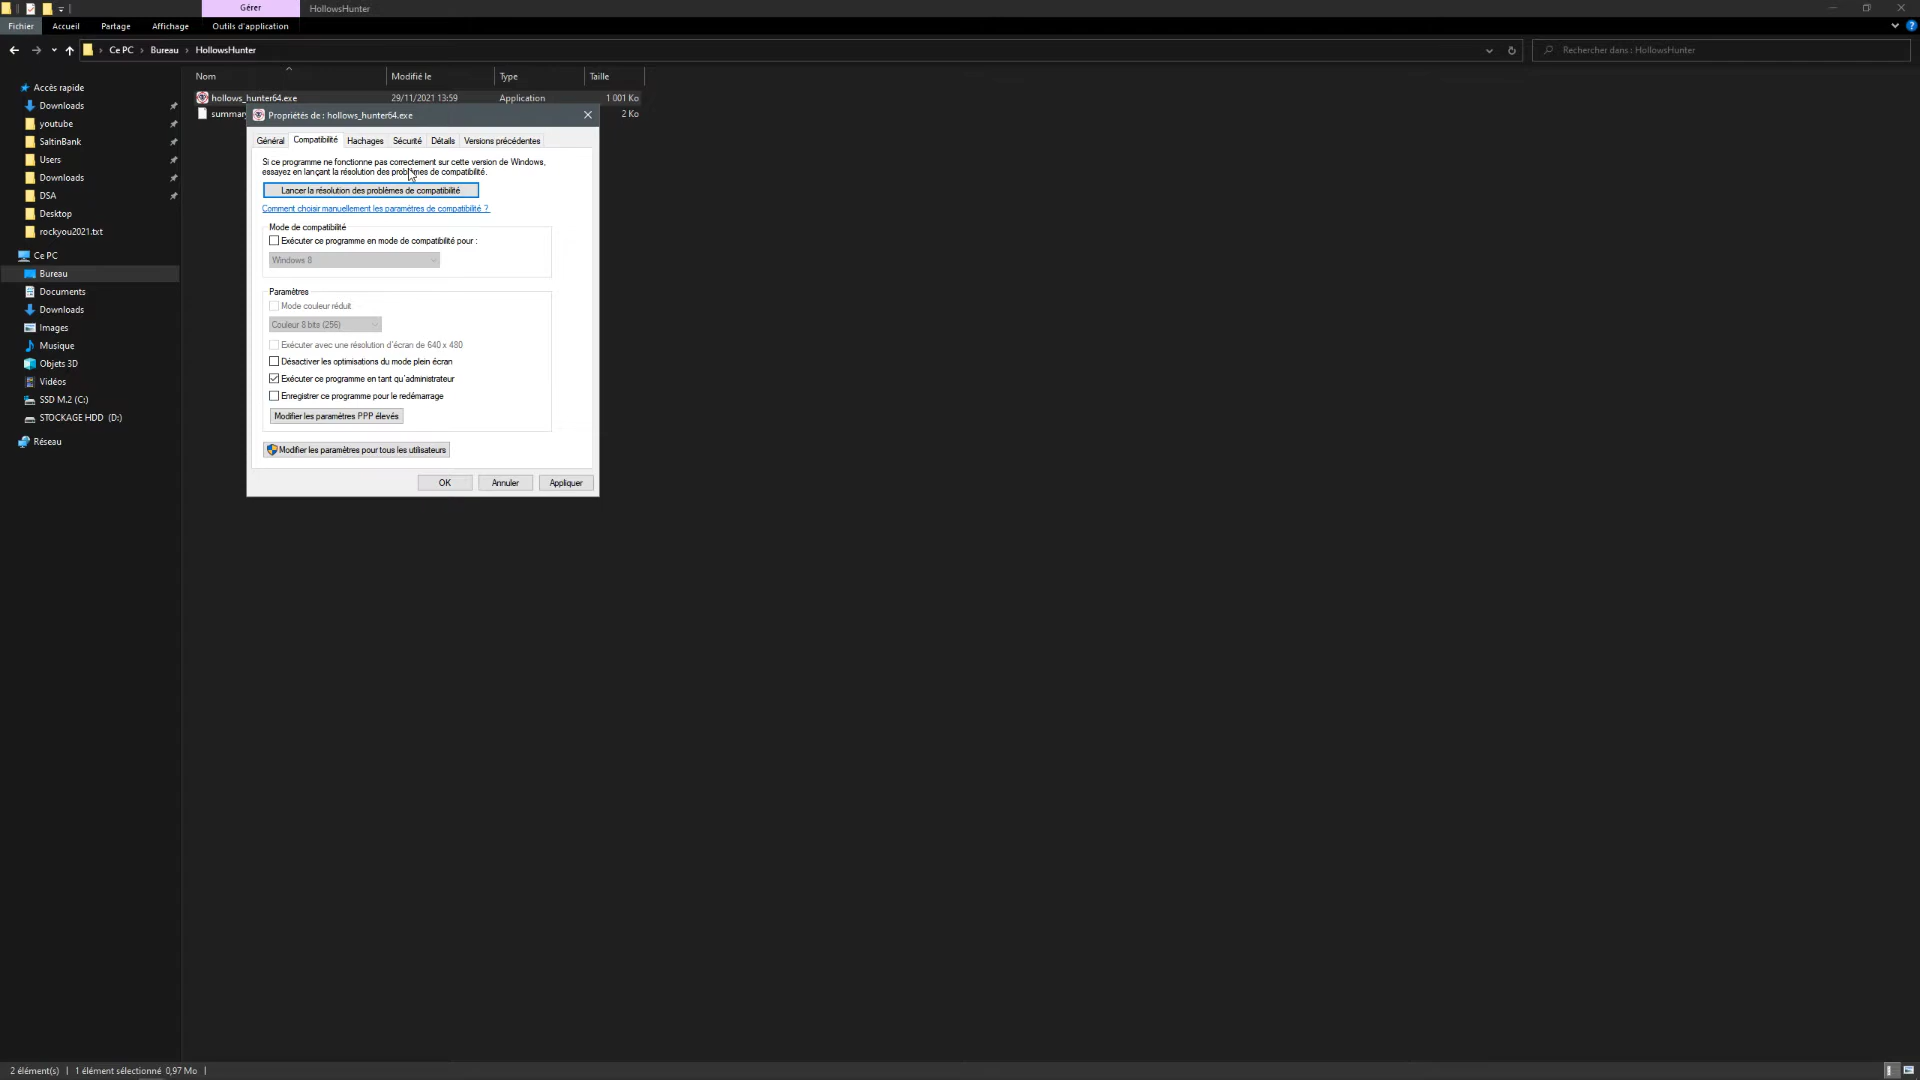 Gérer
HollowsHunter
Fichier
Accueil
Partage
Affichage
Outils d'application
Ce PC
Bureau
HollowsHunter
Rechercher dans : HollowsHunter
Nom
Modifié le
Type
Taille
Accès rapide
Downloads
youtube
SaltinBank
Users
Downloads
DSA
Desktop
rockyou2021.txt
Ce PC
Bureau
Documents
Downloads
Images
Musique
Objets 3D
Vidéos
SSD M.2 (C:)
STOCKAGE HDD (D:)
Réseau
hollows_hunter64.exe
29/11/2021 13:59
Application
1 001 Ko
summary
2 Ko
Propriétés de : hollows_hunter64.exe
Général
Compatibilité
Hachages
Sécurité
Détails
Versions précédentes
Si ce programme ne fonctionne pas correctement sur cette version de Windows,
essayez en lançant la résolution des problèmes de compatibilité.
Lancer la résolution des problèmes de compatibilité
Comment choisir manuellement les paramètres de compatibilité ?
Mode de compatibilité
Exécuter ce programme en mode de compatibilité pour :
Windows 8
Paramètres
Mode couleur réduit
Couleur 8 bits (256)
Exécuter avec une résolution d'écran de 640 x 480
Désactiver les optimisations du mode plein écran
Exécuter ce programme en tant qu'administrateur
Enregistrer ce programme pour le redémarrage
Modifier les paramètres PPP élevés
Modifier les paramètres pour tous les utilisateurs
OK
Annuler
Appliquer
2 élément(s)
1 élément sélectionné 0,97 Mo